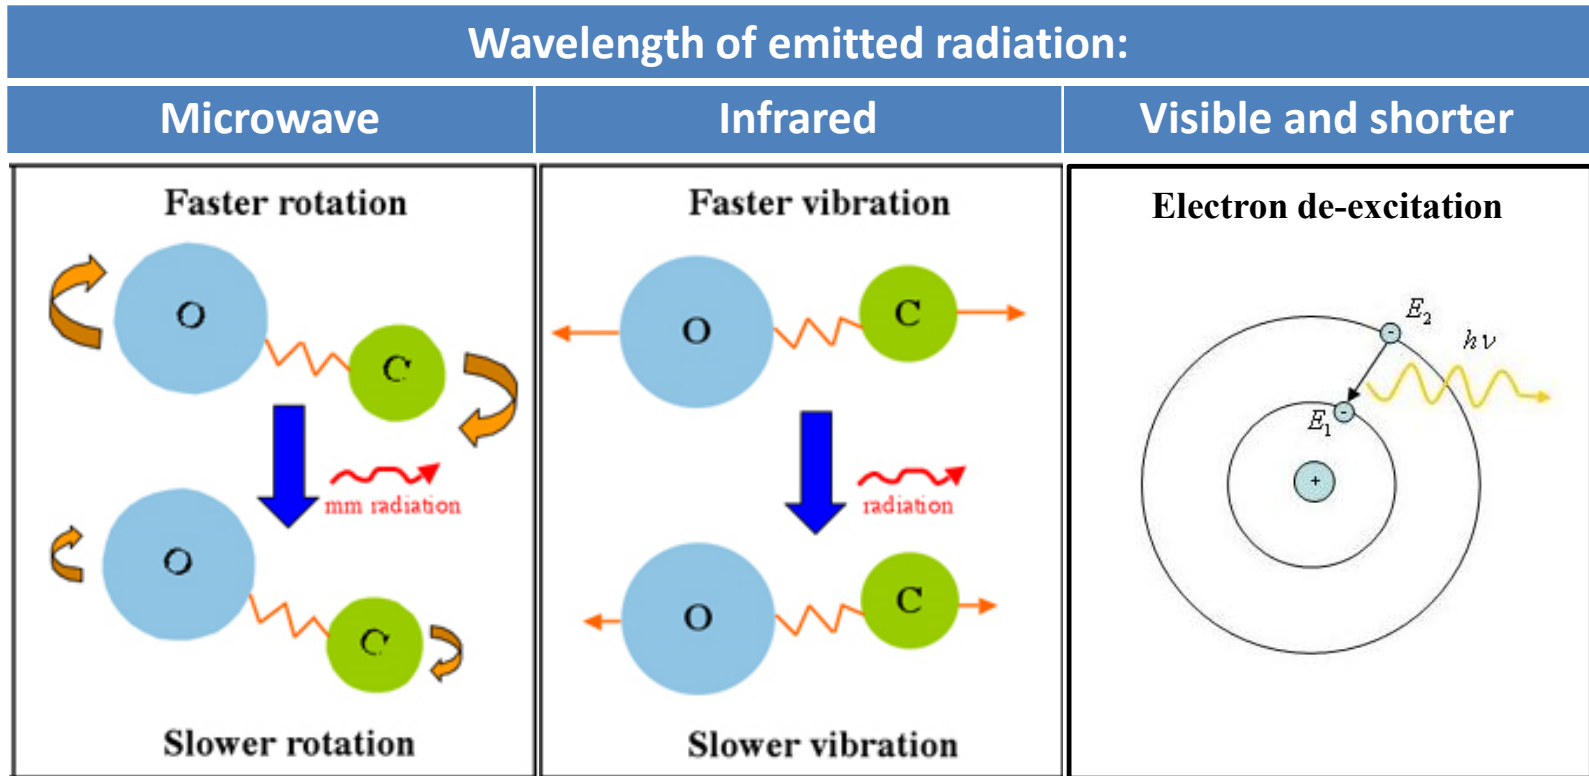 Wavelength of emitted radiation:
Microwave
Infrared
Visible and shorter
Faster rotation
O
C
mm radiation
O
C
Slower rotation
Faster vibration
O
C
radiation
O
C
Slower vibration
Electron de-excitation
E₂
hν
-
E₁
-
+